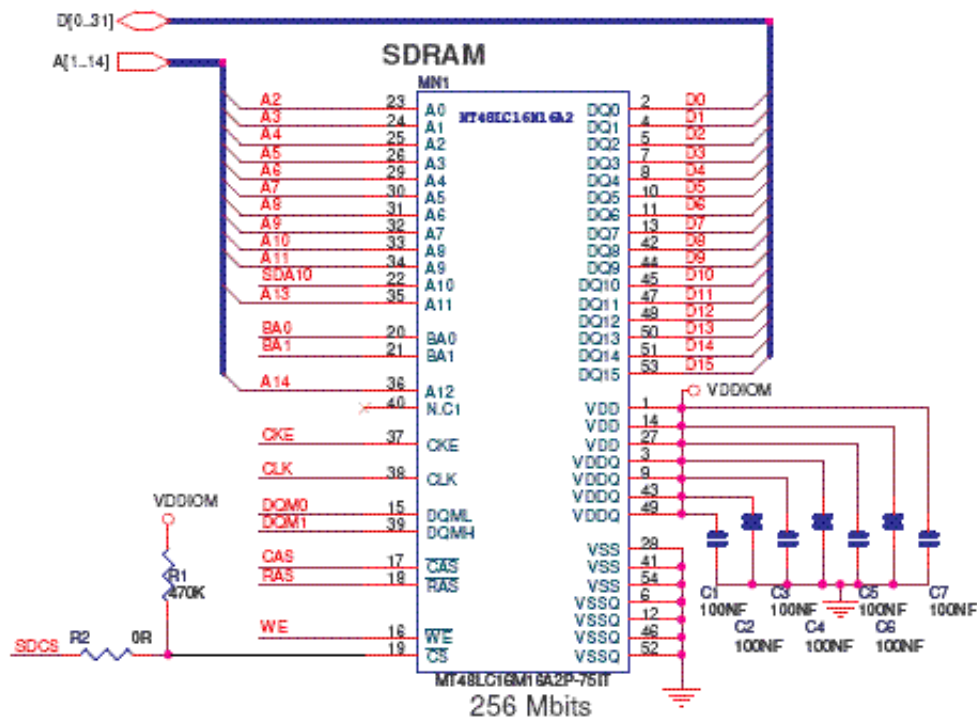 D[0..31]
A[1..14]
SDRAM
MN1
MT48LC16M16A2
A2 23 A0 DQ0 2 D0
A3 24 A1 DQ1 4 D1
A4 25 A2 DQ2 5 D2
A5 26 A3 DQ3 7 D3
A6 29 A4 DQ4 8 D4
A7 30 A5 DQ5 10 D5
A8 31 A6 DQ6 11 D6
A9 32 A7 DQ7 13 D7
A10 33 A8 DQ8 42 D8
A11 34 A9 DQ9 44 D9
SDA10 22 A10 DQ10 45 D10
A13 35 A11 DQ11 47 D11
DQ12 48 D12
BA0 20 BA0 DQ13 50 D13
BA1 21 BA1 DQ14 51 D14
DQ15 53 D15
A14 36 A12
VDDIOM
40 N.C1 VDD 1
VDD 14
CKE 37 CKE VDD 27
VDDQ 3
CLK 38 CLK VDDQ 9
VDDQ 43
DQM0 15 DQML VDDQ 49
DQM1 39 DQMH
VDDIOM
VSS 28
CAS 17 CAS VSS 41
RAS 18 RAS VSS 54
VSSQ 6
VSSQ 12
WE 16 WE VSSQ 46
19 CS VSSQ 52
R1
470K
SDCS R2 0R
C1 C3 C5 C7
100NF 100NF 100NF 100NF
C2 C4 C6
100NF 100NF 100NF
MT48LC16M16A2P-75IT
256 Mbits